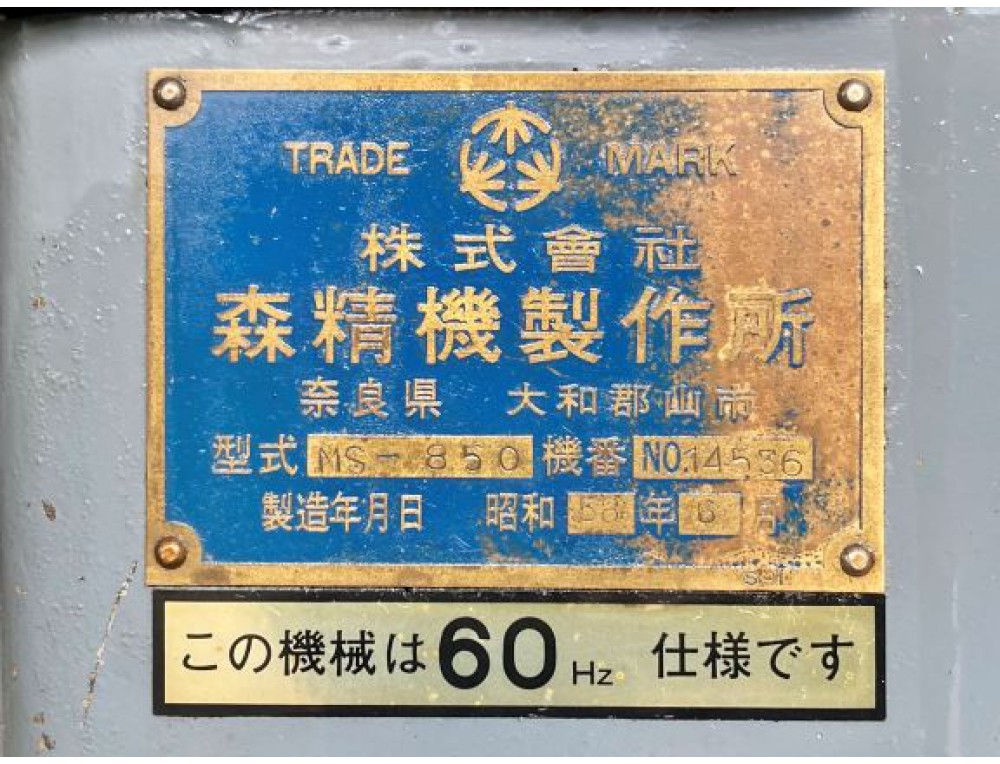 TRADE MARK
株式會社
森精機製作所
奈良県 大和郡山市
型式 MS-850 機番 NO.14536
製造年月日 昭和 58 年 6 月
この機械は60Hz 仕様です